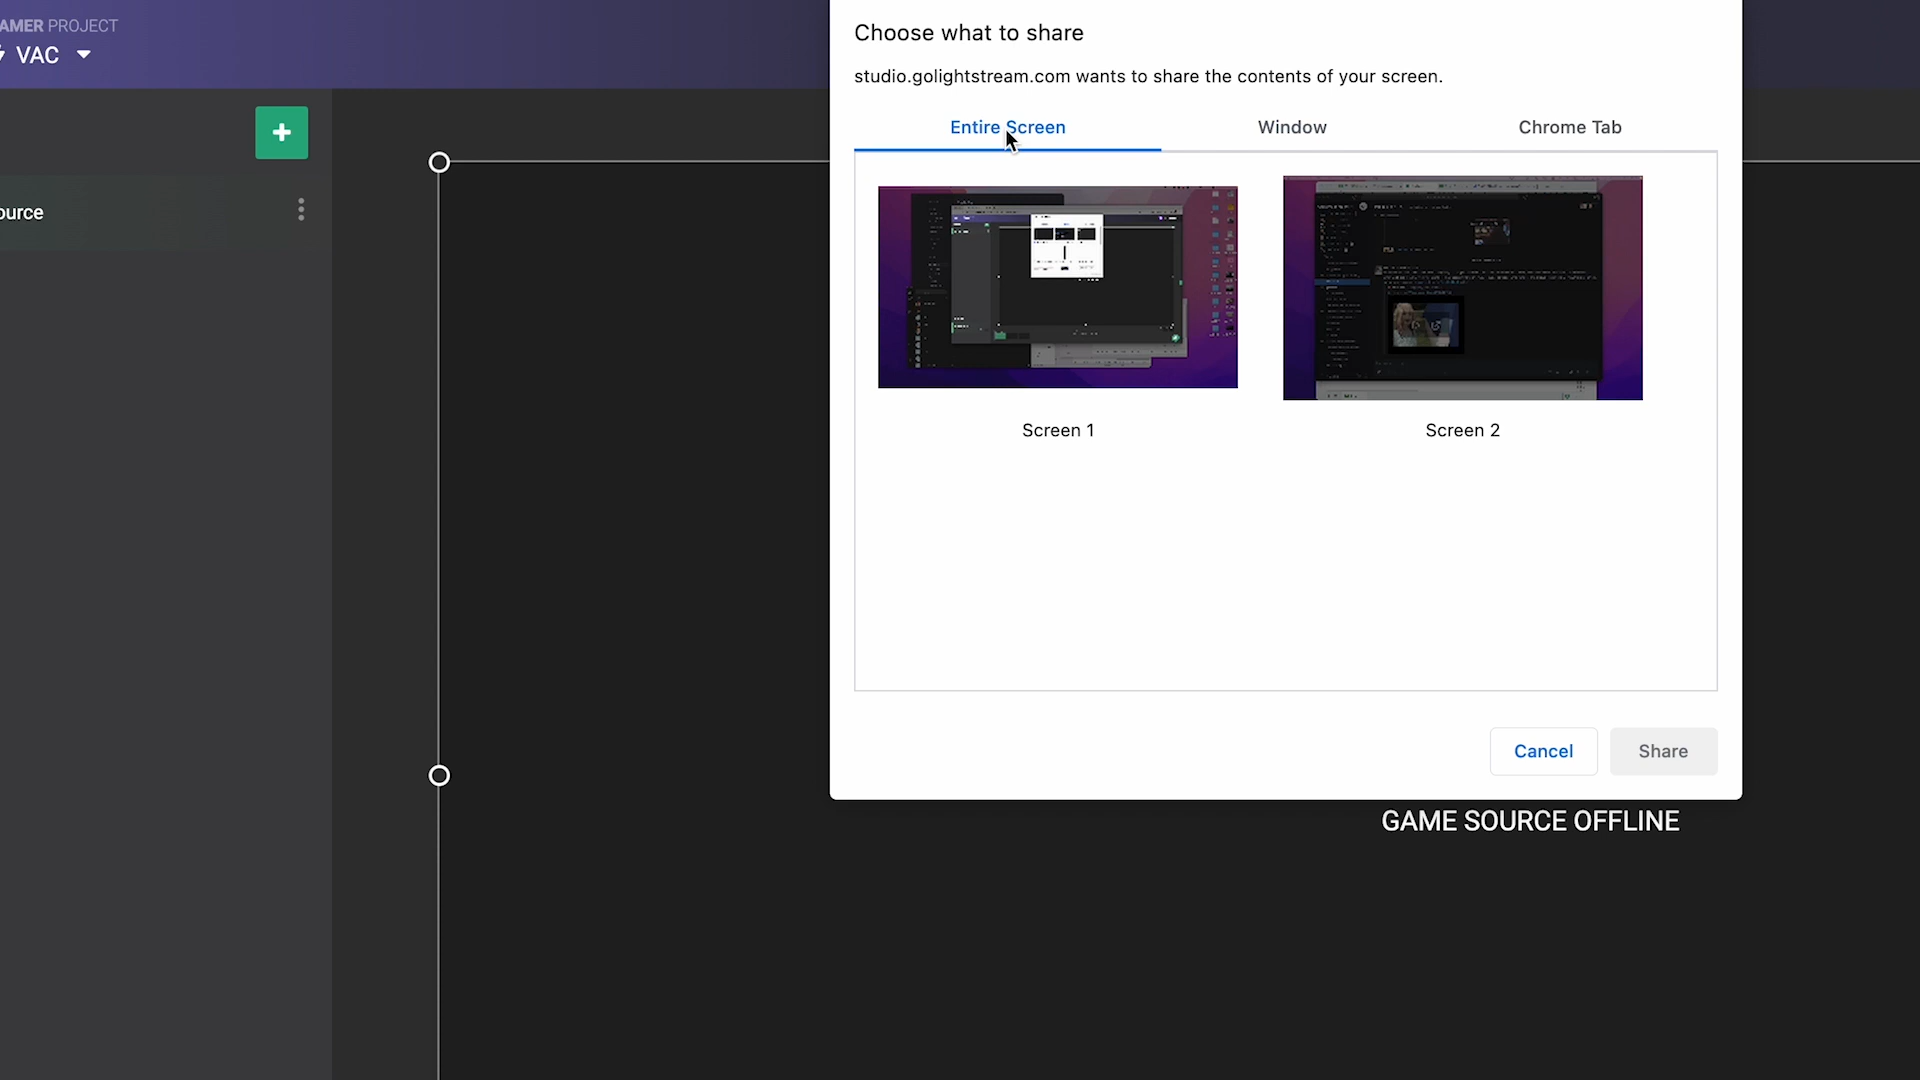 AMER PROJECT
VAC
ource
Choose what to share
studio.golightstream.com wants to share the contents of your screen.
Entire Screen
Window
Chrome Tab
Screen 1
Screen 2
Cancel
Share
GAME SOURCE OFFLINE